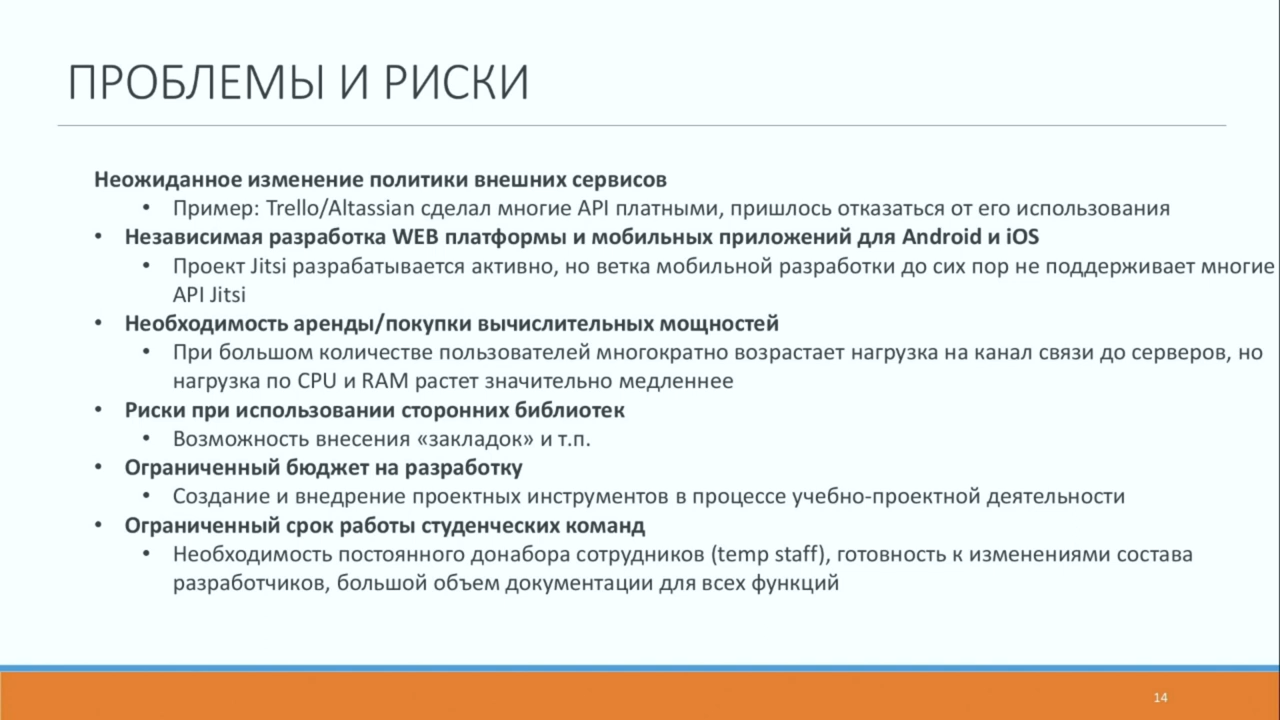 ПРОБЛЕМЫ И РИСКИ
Неожиданное изменение политики внешних сервисов
• Пример: Trello/Altassian сделал многие API платными, пришлось отказаться от его использования
• Независимая разработка WEB платформы и мобильных приложений для Android и iOS
• Проект Jitsi разрабатывается активно, но ветка мобильной разработки до сих пор не поддерживает многие
API Jitsi
• Необходимость аренды/покупки вычислительных мощностей
• При большом количестве пользователей многократно возрастает нагрузка на канал связи до серверов, но
нагрузка по CPU и RAM растет значительно медленнее
• Риски при использовании сторонних библиотек
• Возможность внесения «закладок» и т.п.
• Ограниченный бюджет на разработку
• Создание и внедрение проектных инструментов в процессе учебно-проектной деятельности
• Ограниченный срок работы студенческих команд
• Необходимость постоянного донабора сотрудников (temp staff), готовность к изменениями состава
разработчиков, большой объем документации для всех функций
14